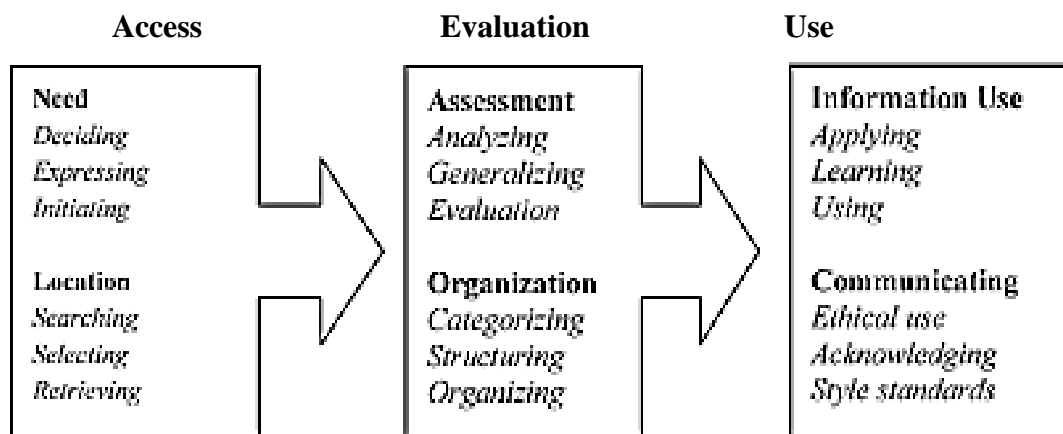 Access
Evaluation
Use
Need
Deciding
Expressing
Initiating
Location
Searching
Selecting
Retrieving
Assessment
Analyzing
Generalizing
Evaluation
Organization
Categorizing
Structuring
Organizing
Information Use
Applying
Learning
Using
Communicating
Ethical use
Acknowledging
Style standards